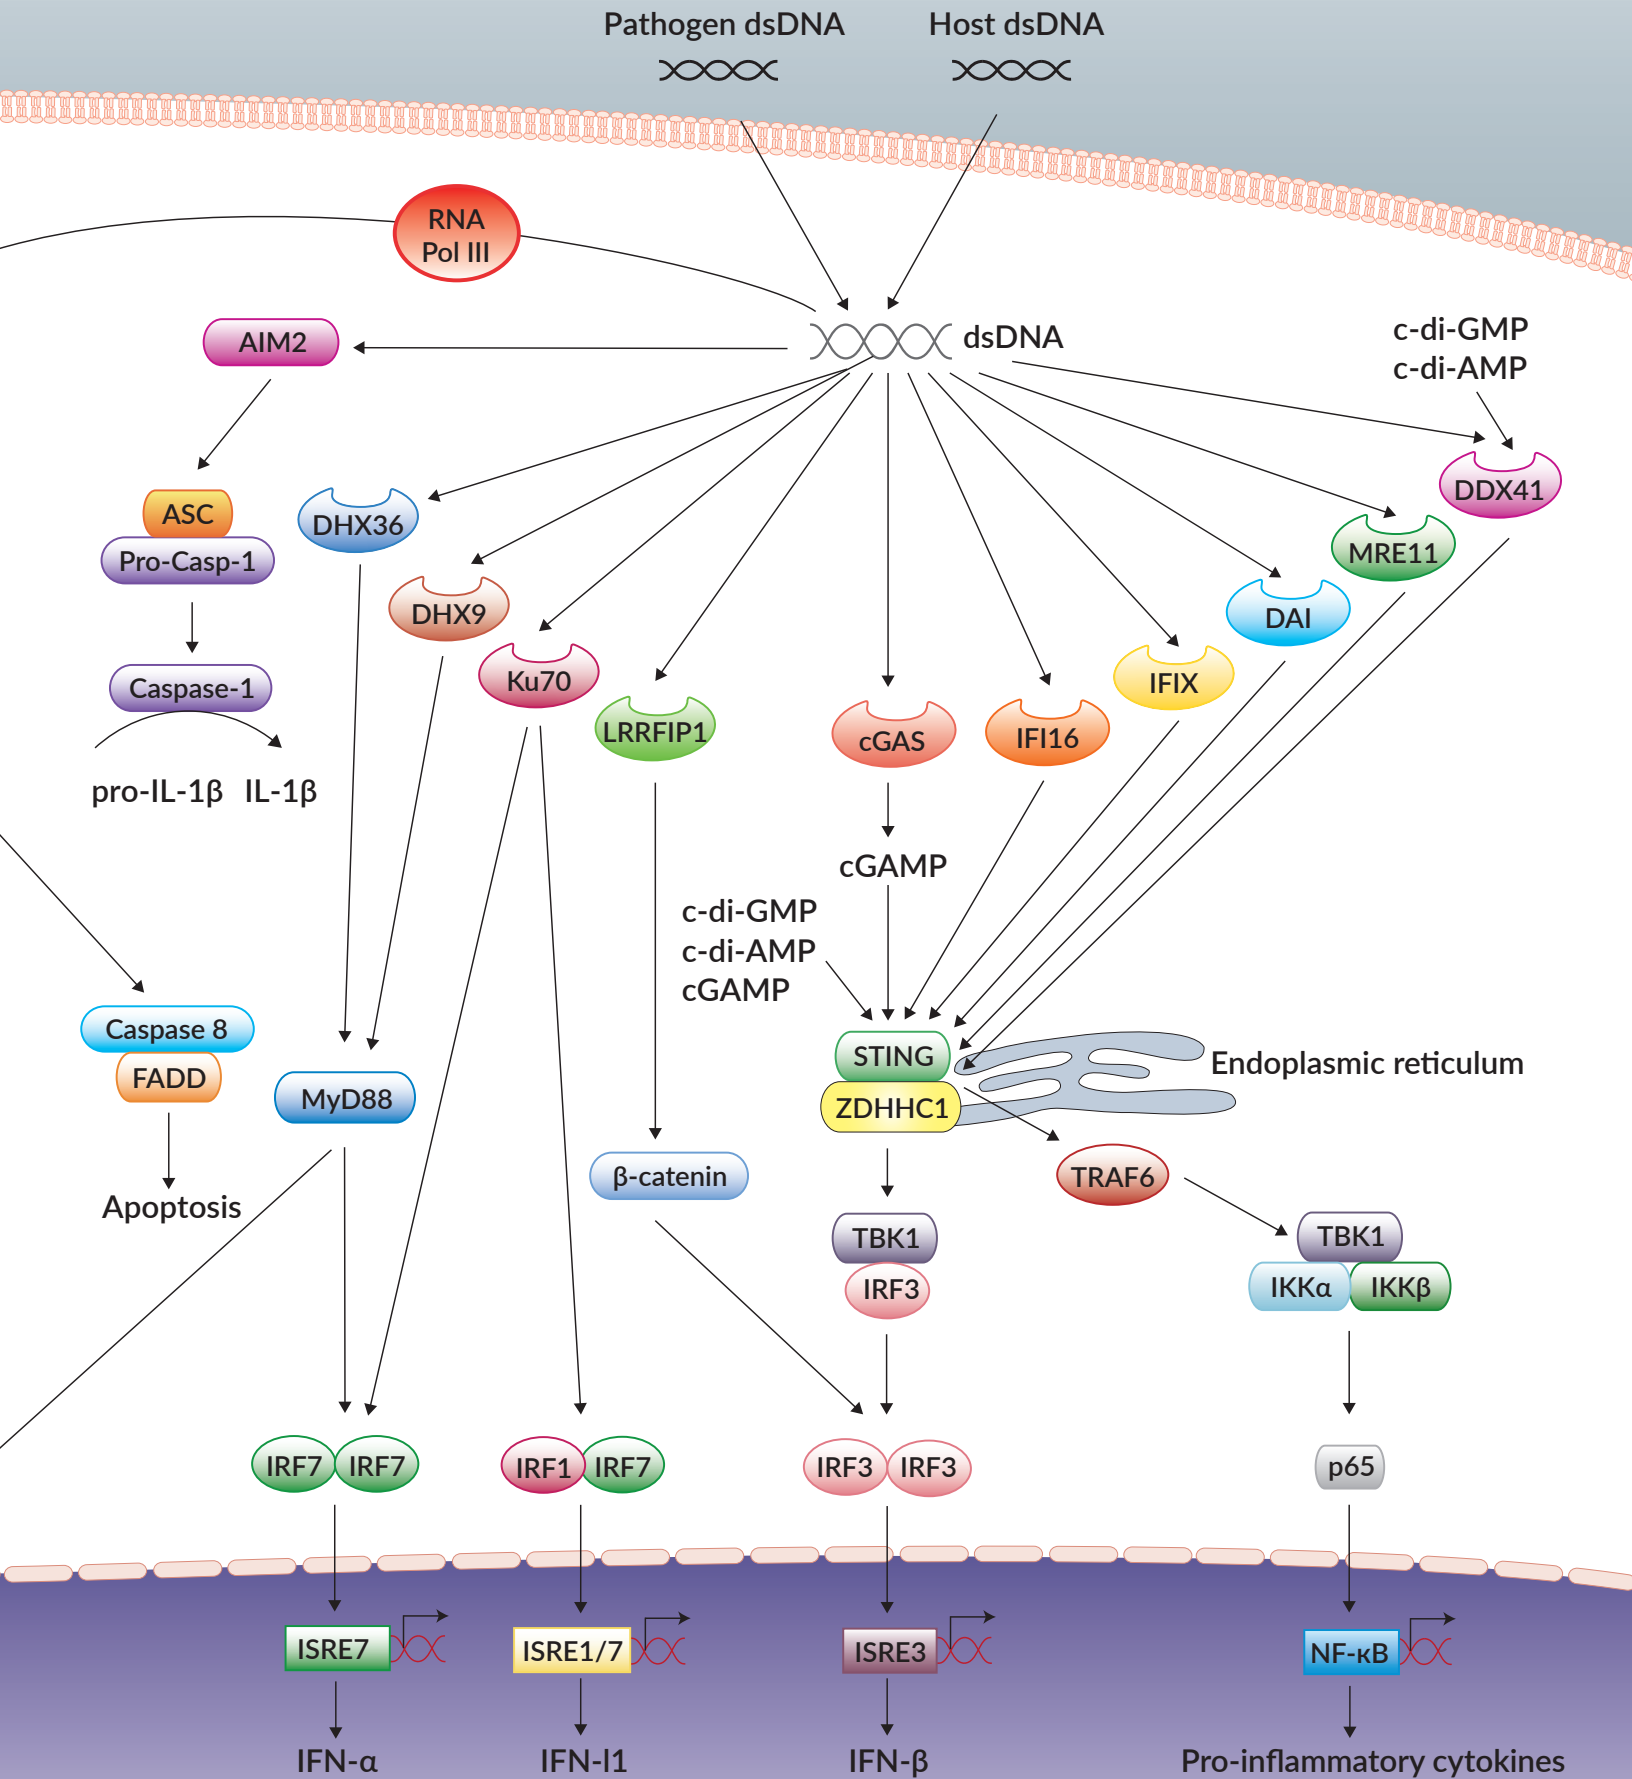 Pathogen dsDNA
Host dsDNA
RNA
Pol III
AIM2
dsDNA
c-di-GMP
c-di-AMP
ASC
Pro-Casp-1
DHX36
DDX41
MRE11
DHX9
DAI
Ku70
IFIX
Caspase-1
LRRFIP1
cGAS
IFI16
pro-IL-1β
IL-1β
cGAMP
c-di-GMP
c-di-AMP
cGAMP
Caspase 8
FADD
MyD88
STING
ZDHHC1
Endoplasmic reticulum
β-catenin
TRAF6
Apoptosis
TBK1
IRF3
TBK1
IKKα
IKKβ
IRF7
IRF7
IRF1
IRF7
IRF3
IRF3
p65
ISRE7
ISRE1/7
ISRE3
NF-κB
IFN-α
IFN-l1
IFN-β
Pro-inflammatory cytokines